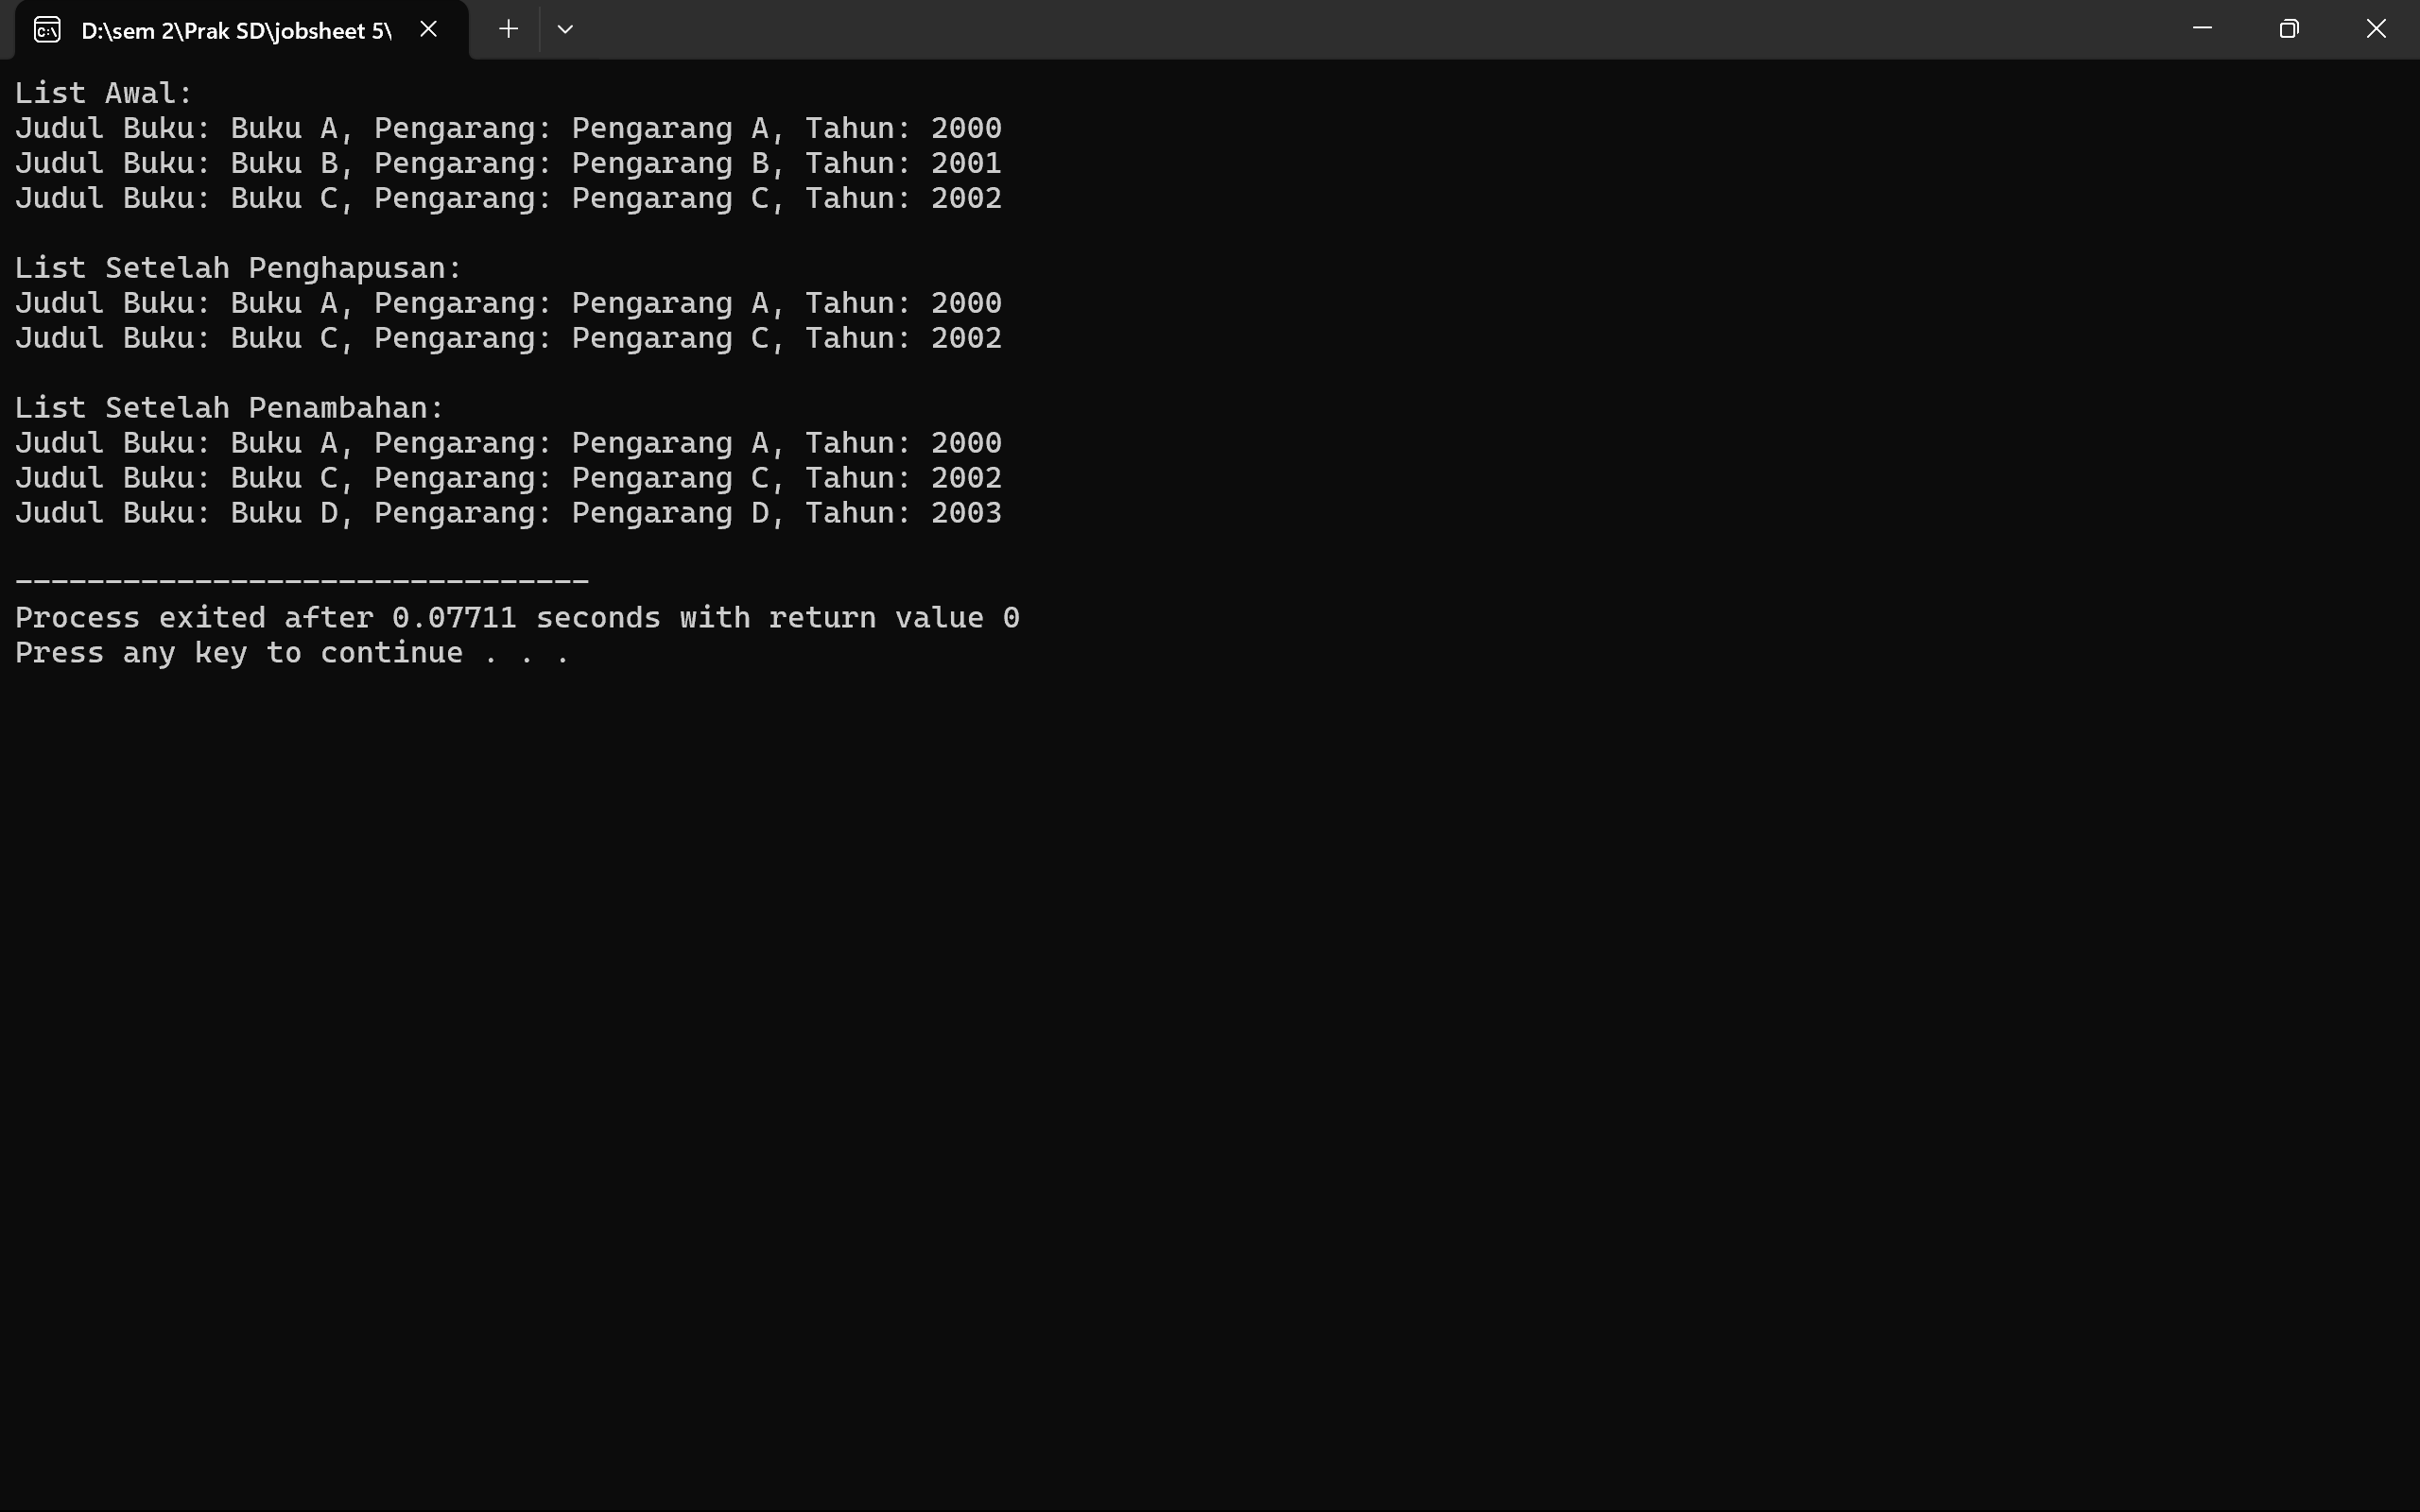 D:\sem 2\Prak SD\jobsheet 5\
List Awal:
Judul Buku: Buku A, Pengarang: Pengarang A, Tahun: 2000
Judul Buku: Buku B, Pengarang: Pengarang B, Tahun: 2001
Judul Buku: Buku C, Pengarang: Pengarang C, Tahun: 2002
List Setelah Penghapusan:
Judul Buku: Buku A, Pengarang: Pengarang A, Tahun: 2000
Judul Buku: Buku C, Pengarang: Pengarang C, Tahun: 2002
List Setelah Penambahan:
Judul Buku: Buku A, Pengarang: Pengarang A, Tahun: 2000
Judul Buku: Buku C, Pengarang: Pengarang C, Tahun: 2002
Judul Buku: Buku D, Pengarang: Pengarang D, Tahun: 2003
--------------------------------
Process exited after 0.07711 seconds with return value 0
Press any key to continue . . .